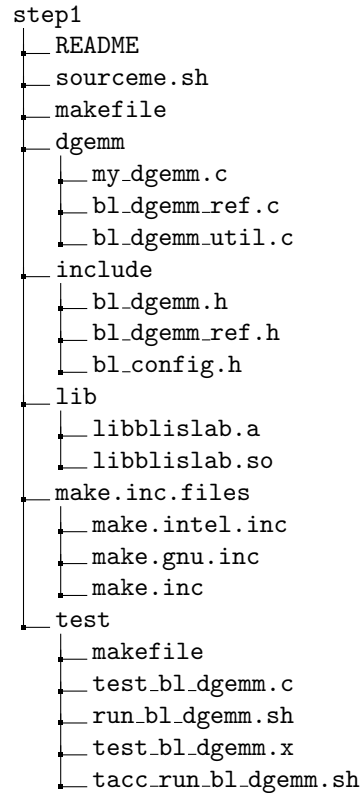 step1
README
sourceme.sh
makefile
dgemm
my_dgemm.c
bl_dgemm_ref.c
bl_dgemm_util.c
include
bl_dgemm.h
bl_dgemm_ref.h
bl_config.h
lib
libblislab.a
libblislab.so
make.inc.files
make.intel.inc
make.gnu.inc
make.inc
test
makefile
test_bl_dgemm.c
run_bl_dgemm.sh
test_bl_dgemm.x
tacc_run_bl_dgemm.sh